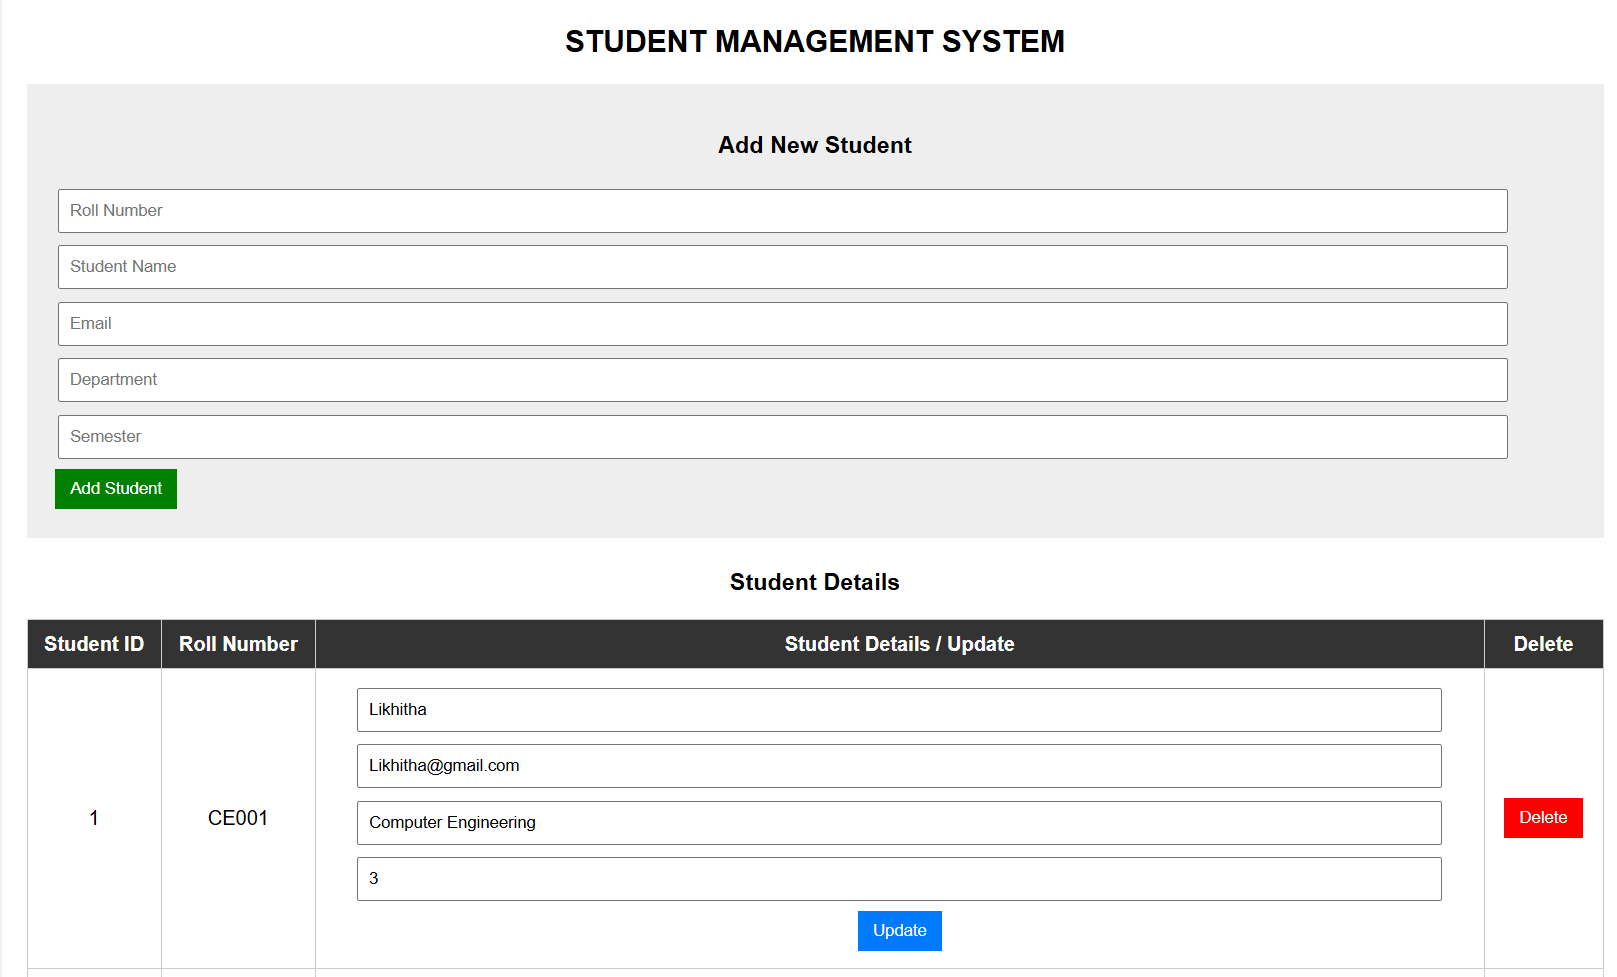 STUDENT MANAGEMENT SYSTEM
Add New Student
Roll Number
Student Name
Email
Department
Semester
Add Student
Student Details
Student ID Roll Number Student Details / Update Delete
Likhitha
Likhitha@gmail.com
1 CE001 Computer Engineering Delete
3
Update